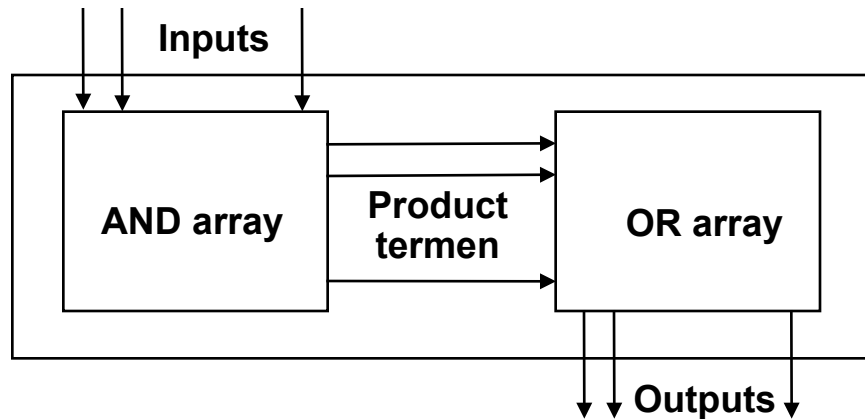 Inputs
AND array
Product
termen
OR array
Outputs